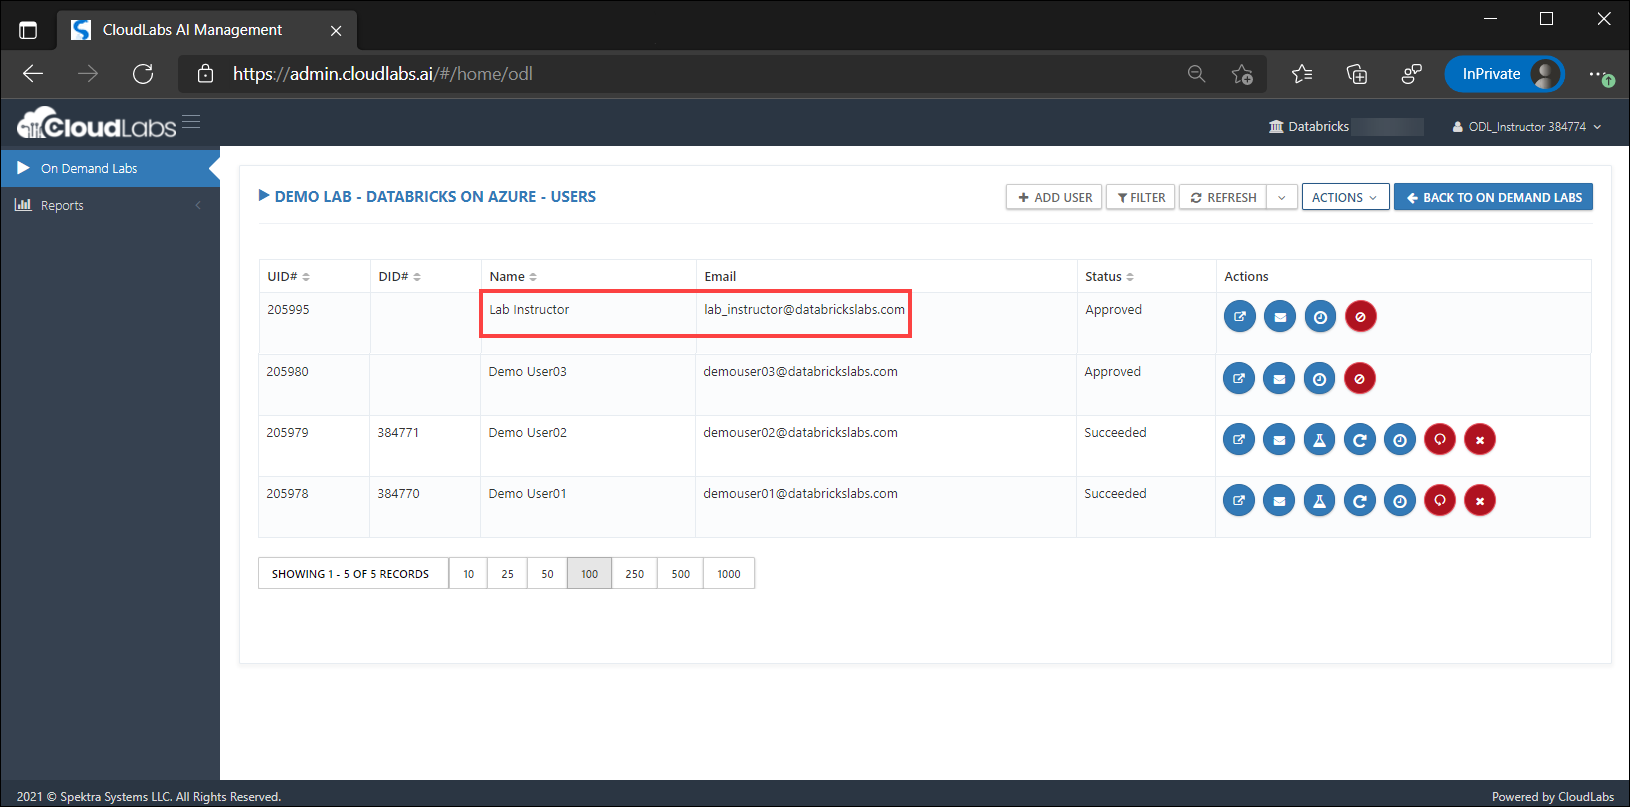 CloudLabs AI Management
https://admin.cloudlabs.ai/#/home/odl
InPrivate
CloudLabs
Databricks
ODL_Instructor 384774
On Demand Labs
Reports
DEMO LAB - DATABRICKS ON AZURE - USERS
ADD USER
FILTER
REFRESH
ACTIONS
BACK TO ON DEMAND LABS
UID# DID# Name Email Status Actions
205995 Lab Instructor lab_instructor@databrickslabs.com Approved
205980 Demo User03 demouser03@databrickslabs.com Approved
205979 384771 Demo User02 demouser02@databrickslabs.com Succeeded
205978 384770 Demo User01 demouser01@databrickslabs.com Succeeded
SHOWING 1 - 5 OF 5 RECORDS 10 25 50 100 250 500 1000
2021 © Spektra Systems LLC. All Rights Reserved.
Powered by CloudLabs